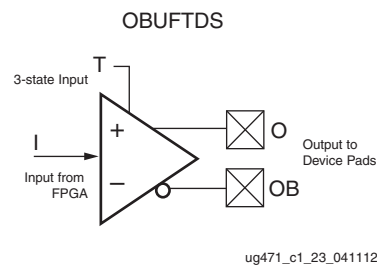 OBUFTDS
T
3-state Input
+
I
O
Output to
Device Pads
Input from
FPGA
–
OB
ug471_c1_23_041112